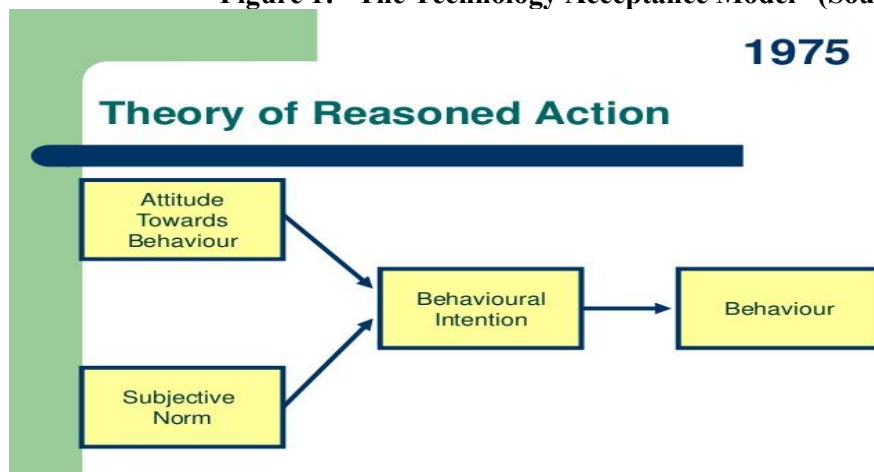 Figure 1: "The Technology Acceptance Model" (Sou
1975
Theory of Reasoned Action
Attitude
Towards
Behaviour
Behavioural
Intention
Behaviour
Subjective
Norm